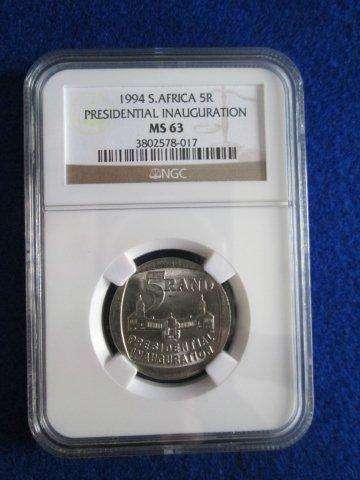 1994 S.AFRICA 5R
PRESIDENTIAL INAUGURATION
MS 63
3802578-017
NGC
5 RAND
PRESIDENTIAL
INAUGURATION